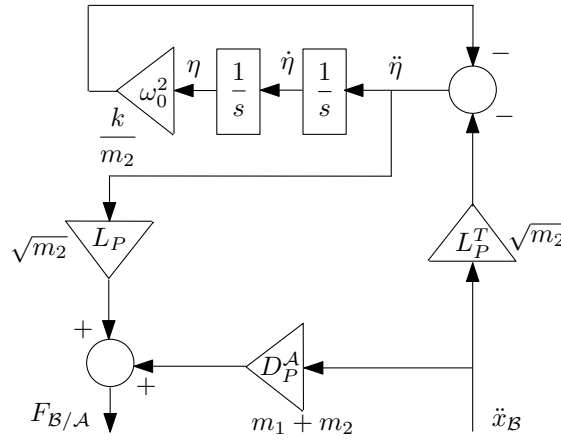 −
η
η̇
η̈
ω₀²
1/s
1/s
−
k/m₂
√m₂
L_P
L_P^T
√m₂
+
+
D_P^𝒜
F_{ℬ/𝒜}
m₁ + m₂
ẍ_ℬ